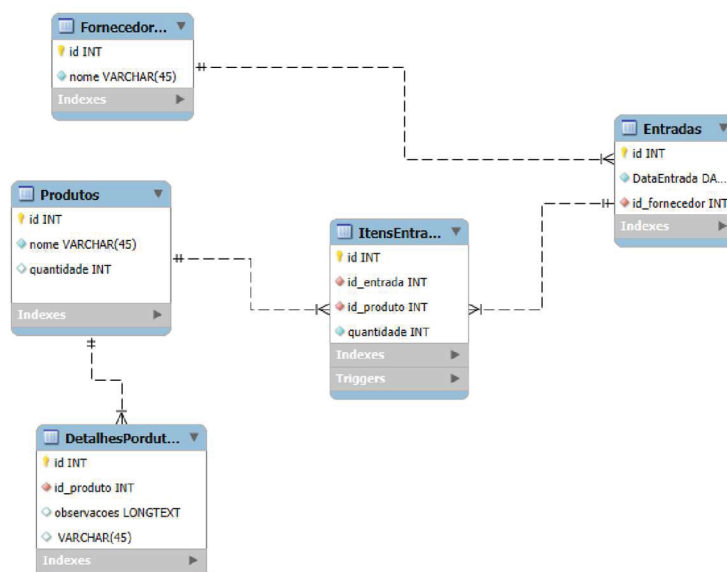 Fornecedor...
id INT
nome VARCHAR(45)
Indexes
Entradas
id INT
DataEntrada DA...
id_fornecedor INT
Indexes
Produtos
id INT
nome VARCHAR(45)
quantidade INT
Indexes
ItensEntra...
id INT
id_entrada INT
id_produto INT
quantidade INT
Indexes
Triggers
DetalhesPordut...
id INT
id_produto INT
observacoes LONGTEXT
VARCHAR(45)
Indexes